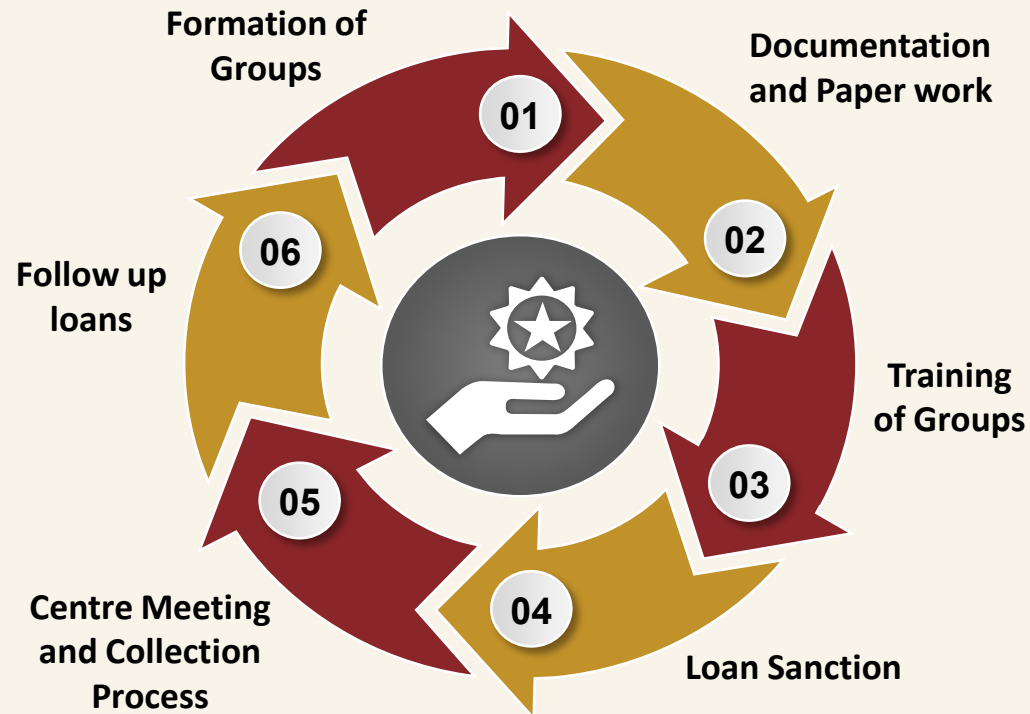 Formation of
Groups
01
Documentation
and Paper work
02
Training
of Groups
03
Loan Sanction
04
Centre Meeting
and Collection
Process
05
Follow up
loans
06